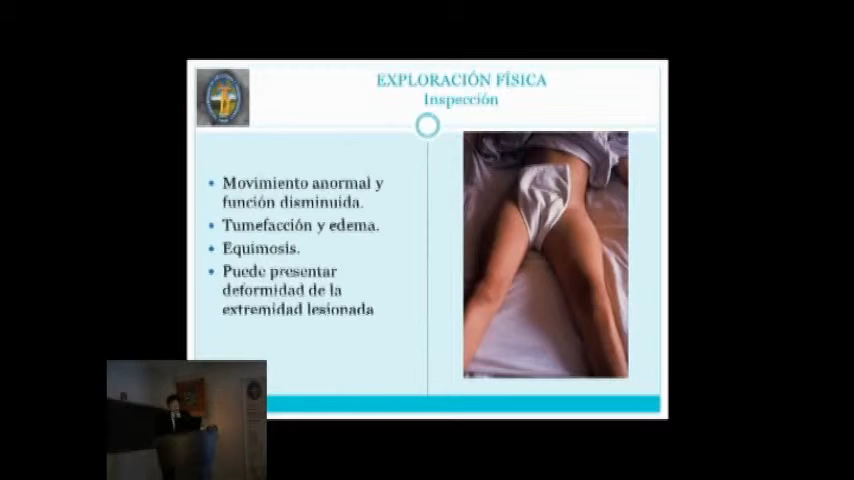 EXPLORACIÓN FÍSICA
Inspección
Movimiento anormal y
función disminuida.
Tumefacción y edema.
Equimosis.
Puede presentar
deformidad de la
extremidad lesionada